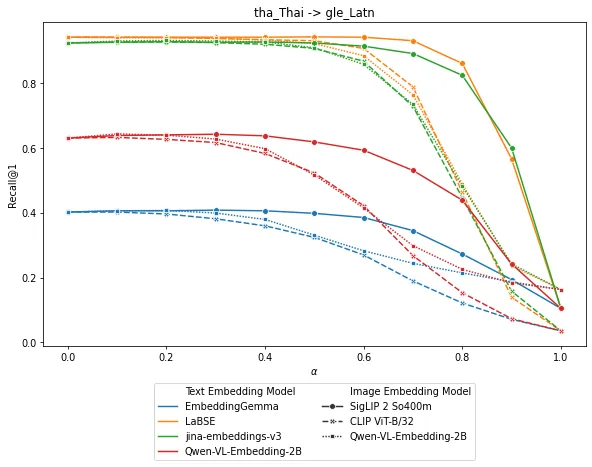 tha_Thai -> gle_Latn
Recall@1
0.8
0.6
0.4
0.2
0.0
0.0 0.2 0.4 0.6 0.8 1.0
α
Text Embedding Model
EmbeddingGemma
LaBSE
jina-embeddings-v3
Qwen-VL-Embedding-2B
Image Embedding Model
SigLIP 2 So400m
CLIP ViT-B/32
Qwen-VL-Embedding-2B